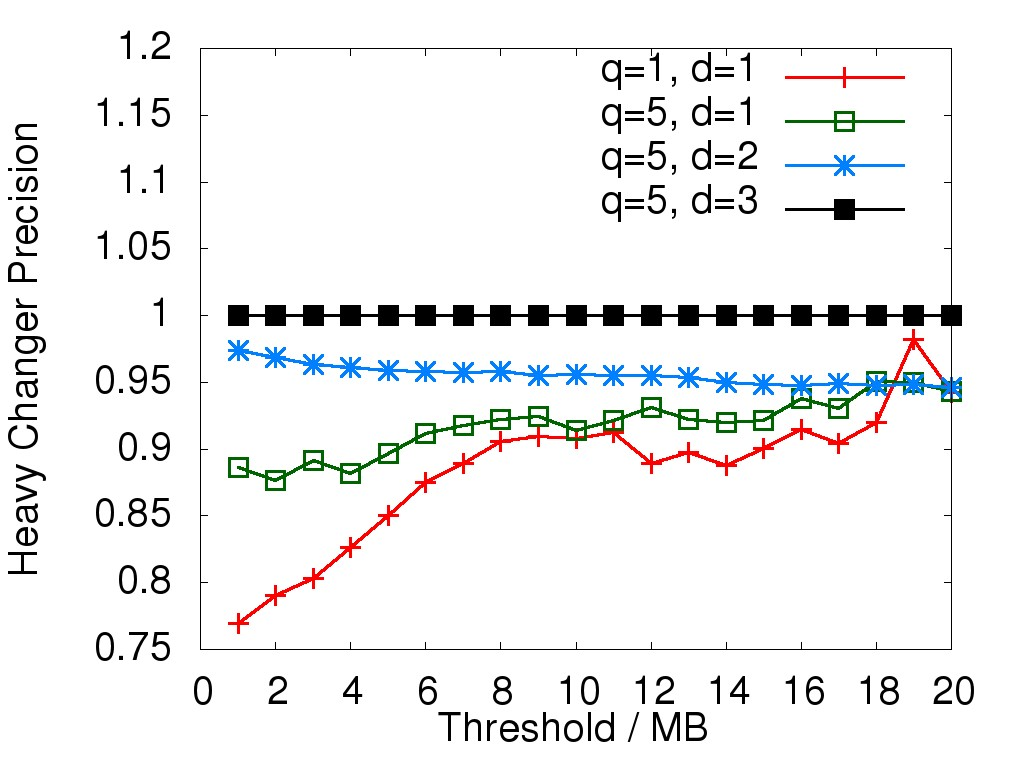 Heavy Changer Precision
1.2
1.15
1.1
1.05
1
0.95
0.9
0.85
0.8
0.75
q=1, d=1
q=5, d=1
q=5, d=2
q=5, d=3
0 2 4 6 8 10 12 14 16 18 20
Threshold / MB